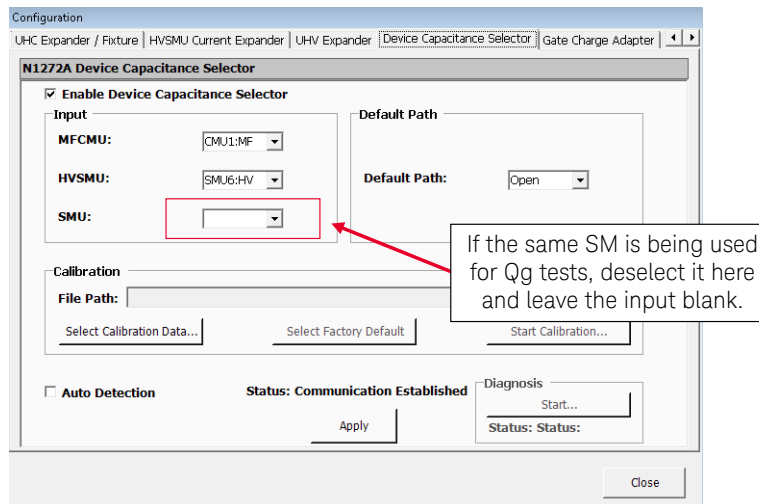 Configuration
UHC Expander / Fixture | HVSMU Current Expander | UHV Expander | Device Capacitance Selector | Gate Charge Adapter
N1272A Device Capacitance Selector
Enable Device Capacitance Selector
Input
Default Path
MFCMU:
CMU1:MF
HVSMU:
SMU6:HV
Default Path:
Open
SMU:
If the same SM is being used
for Qg tests, deselect it here
and leave the input blank.
Calibration
File Path:
Select Calibration Data...
Select Factory Default
Start Calibration...
Auto Detection
Status: Communication Established
Diagnosis
Start...
Apply
Status: Status:
Close